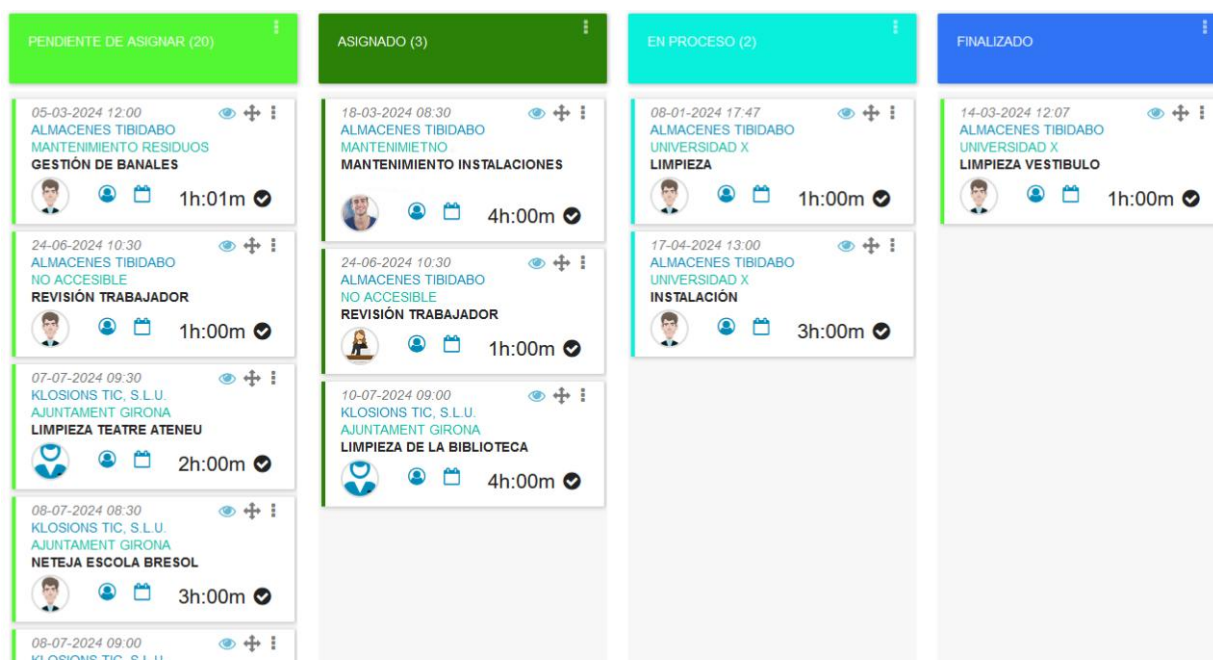 PENDIENTE DE ASIGNAR (20)
05-03-2024 12:00
ALMACENES TIBIDABO
MANTENIMIENTO RESIDUOS
GESTIÓN DE BANALES
1h:01m
24-06-2024 10:30
ALMACENES TIBIDABO
NO ACCESIBLE
REVISIÓN TRABAJADOR
1h:00m
07-07-2024 09:30
KLOSIONS TIC, S.L.U.
AJUNTAMENT GIRONA
LIMPIEZA TEATRE ATENEU
2h:00m
08-07-2024 08:30
KLOSIONS TIC, S.L.U.
AJUNTAMENT GIRONA
NETEJA ESCOLA BRESOL
3h:00m
08-07-2024 09:00
KLOSIONS TIC, S.L.U.
ASIGNADO (3)
18-03-2024 08:30
ALMACENES TIBIDABO
MANTENIMIETNO
MANTENIMIENTO INSTALACIONES
4h:00m
24-06-2024 10:30
ALMACENES TIBIDABO
NO ACCESIBLE
REVISIÓN TRABAJADOR
1h:00m
10-07-2024 09:00
KLOSIONS TIC, S.L.U.
AJUNTAMENT GIRONA
LIMPIEZA DE LA BIBLIOTECA
4h:00m
EN PROCESO (2)
08-01-2024 17:47
ALMACENES TIBIDABO
UNIVERSIDAD X
LIMPIEZA
1h:00m
17-04-2024 13:00
ALMACENES TIBIDABO
UNIVERSIDAD X
INSTALACIÓN
3h:00m
FINALIZADO
14-03-2024 12:07
ALMACENES TIBIDABO
UNIVERSIDAD X
LIMPIEZA VESTIBULO
1h:00m